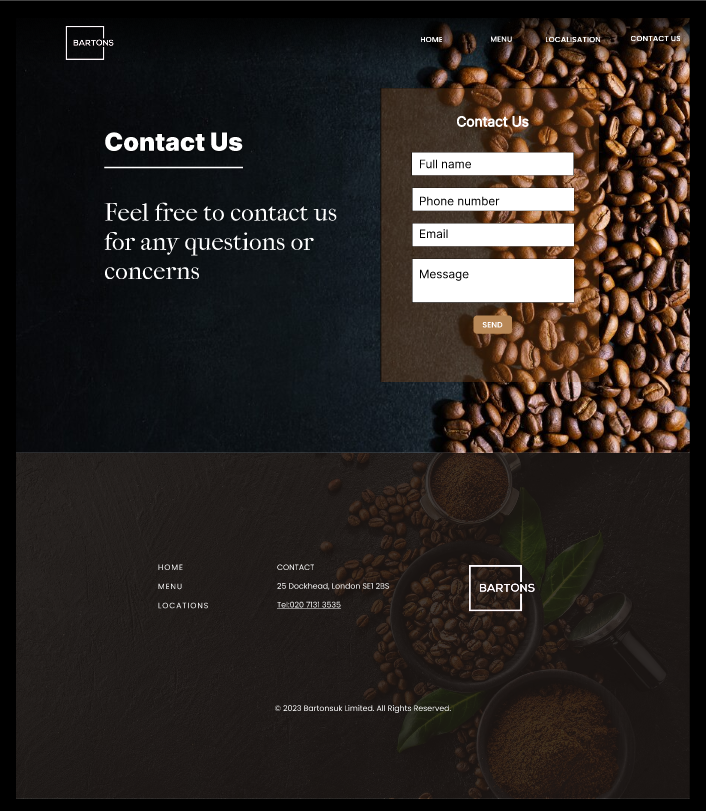 BARTONS
HOME MENU LOCALISATION CONTACT US
Contact Us
Feel free to contact us
for any questions or
concerns
Contact Us
Full name
Phone number
Email
Message
SEND
HOME
MENU
LOCATIONS
CONTACT
25 Dockhead, London SE1 2BS
Tel:020 7131 3535
BARTONS
© 2023 Bartonsuk Limited. All Rights Reserved.